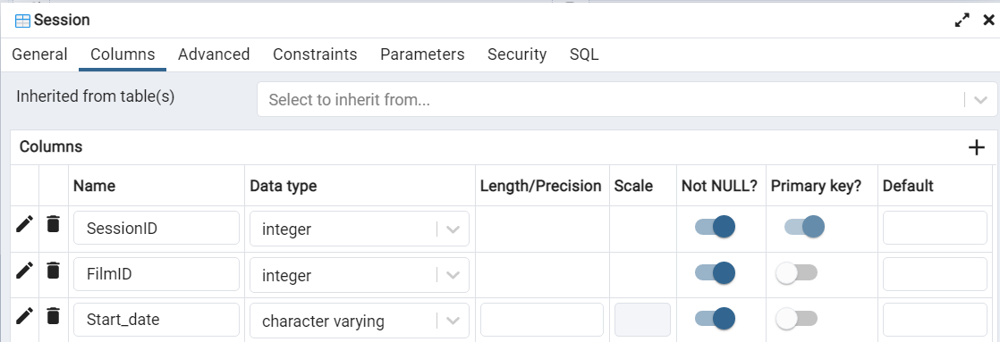 Session
General Columns Advanced Constraints Parameters Security SQL
Inherited from table(s) Select to inherit from...
Columns
Name Data type Length/Precision Scale Not NULL? Primary key? Default
SessionID integer
FilmID integer
Start_date character varying